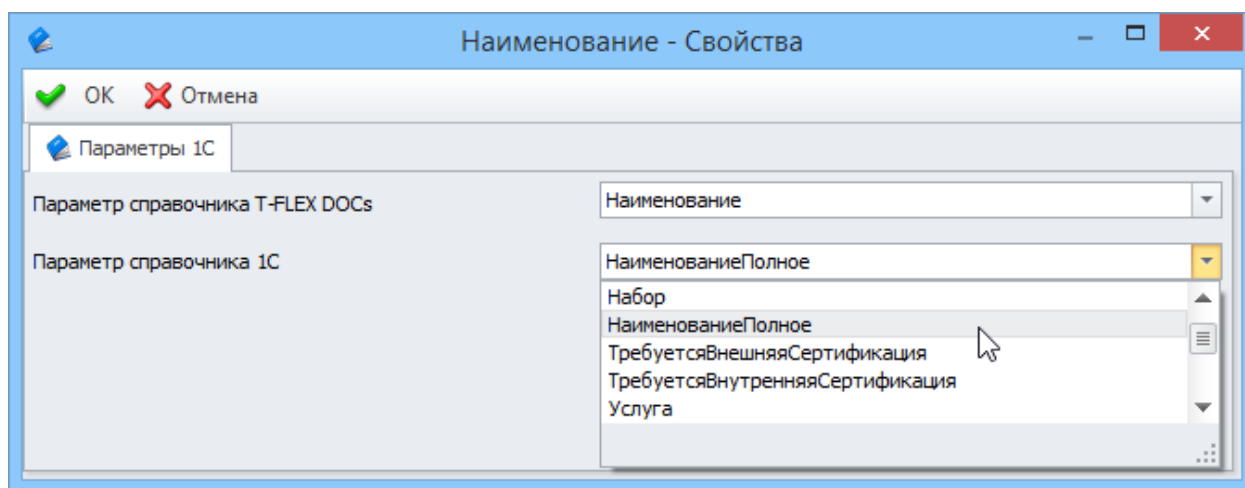 Наименование - Свойства
ОК Отмена
Параметры 1С
Параметр справочника T-FLEX DOCs Наименование
Параметр справочника 1С НаименованиеПолное
Набор
НаименованиеПолное
ТребуетсяВнешняяСертификация
ТребуетсяВнутренняяСертификация
Услуга